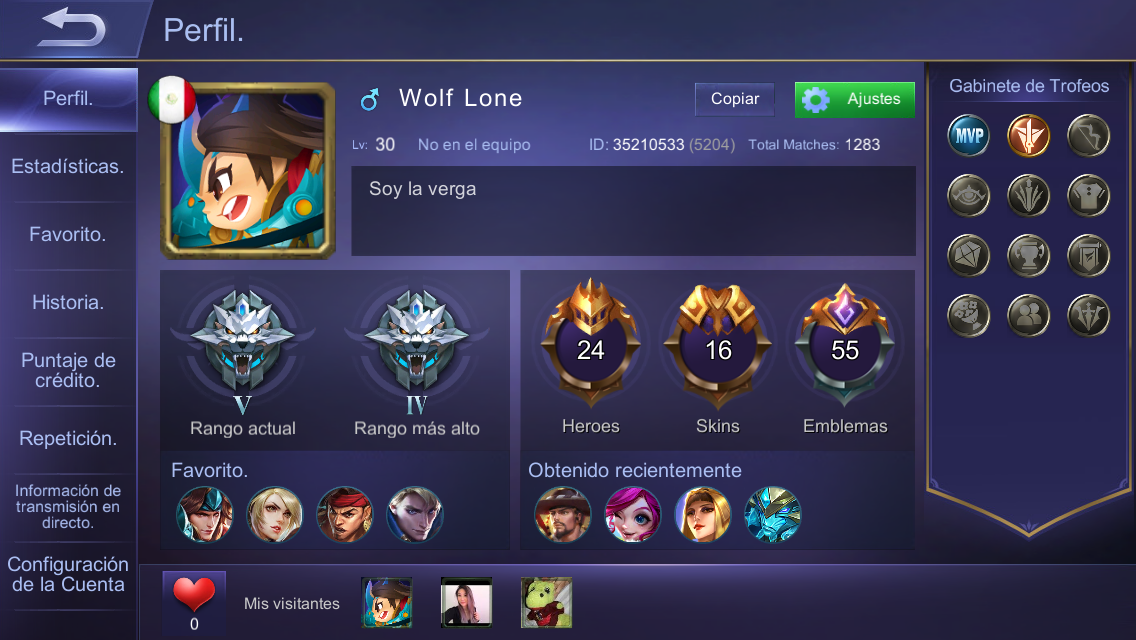 Perfil.
Perfil.
Estadísticas.
Favorito.
Historia.
Puntaje de
crédito.
Repetición.
Información de
transmisión en
directo.
Configuración
de la Cuenta
Wolf Lone
Copiar
Ajustes
Lv: 30 No en el equipo ID: 35210533 (5204) Total Matches: 1283
Soy la verga
V
IV
Rango actual
Rango más alto
24
16
55
Heroes
Skins
Emblemas
Favorito.
Obtenido recientemente
0
Mis visitantes
Gabinete de Trofeos
MVP